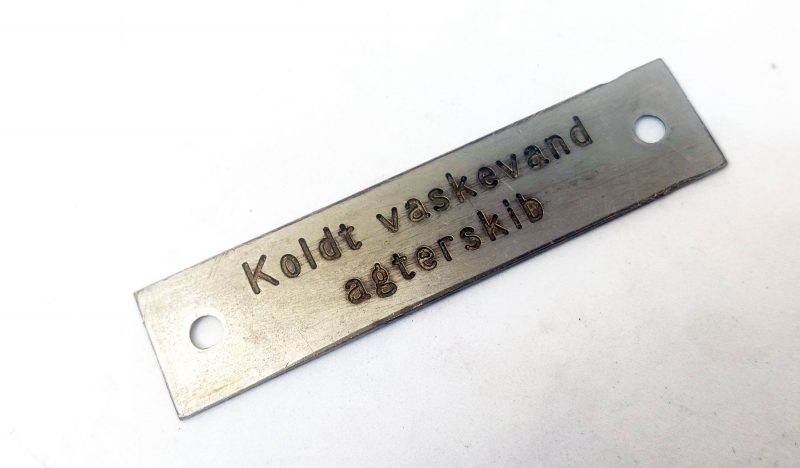 Koldt vaskevand
agterskib